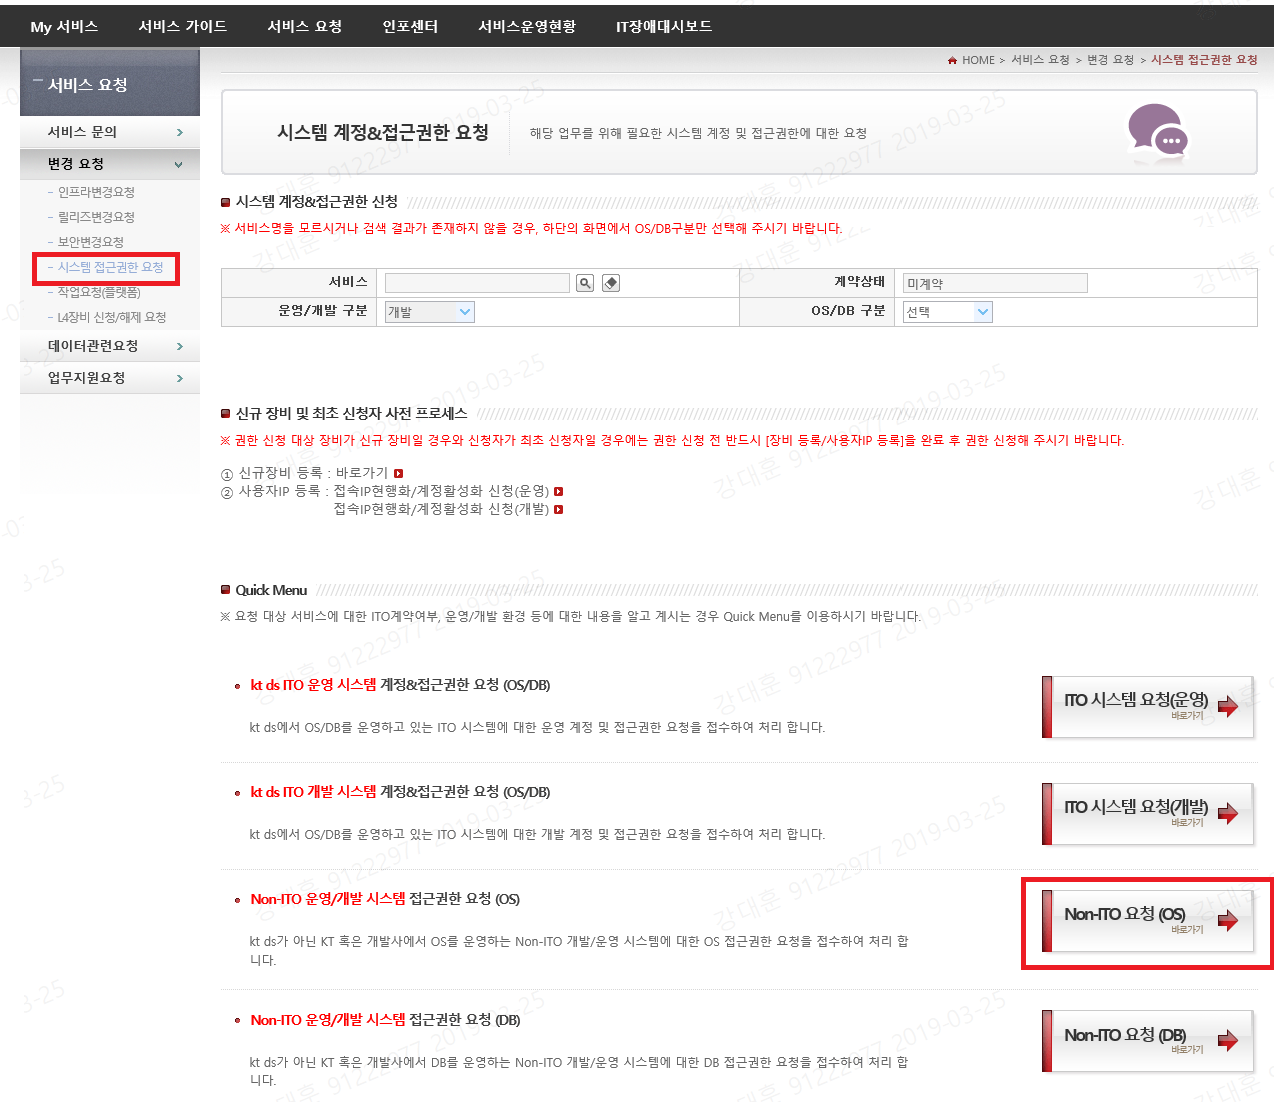 My 서비스 서비스 가이드 서비스 요청 인포센터 서비스운영현황 IT장애대시보드
HOME > 서비스 요청 > 변경 요청 > 시스템 접근권한 요청
서비스 요청
서비스 문의
변경 요청
- 인프라변경요청
- 릴리즈변경요청
- 보안변경요청
- 시스템 접근권한 요청
- 작업요청(플랫폼)
- L4장비 신청/해제 요청
데이터관련요청
업무지원요청
시스템 계정&접근권한 요청 해당 업무를 위해 필요한 시스템 계정 및 접근권한에 대한 요청
시스템 계정&접근권한 신청
※ 서비스명을 모르시거나 검색 결과가 존재하지 않을 경우, 하단의 화면에서 OS/DB구분만 선택해 주시기 바랍니다.
서비스 계약상태 미계약
운영/개발 구분 개발 OS/DB 구분 선택
신규 장비 및 최초 신청자 사전 프로세스
※ 권한 신청 대상 장비가 신규 장비일 경우와 신청자가 최초 신청자일 경우에는 권한 신청 전 반드시 [장비 등록/사용자IP 등록]을 완료 후 권한 신청해 주시기 바랍니다.
① 신규장비 등록 : 바로가기
② 사용자IP 등록 : 접속IP현행화/계정활성화 신청(운영)
접속IP현행화/계정활성화 신청(개발)
Quick Menu
※ 요청 대상 서비스에 대한 ITO계약여부, 운영/개발 환경 등에 대한 내용을 알고 계시는 경우 Quick Menu를 이용하시기 바랍니다.
kt ds ITO 운영 시스템 계정&접근권한 요청 (OS/DB)
kt ds에서 OS/DB를 운영하고 있는 ITO 시스템에 대한 운영 계정 및 접근권한 요청을 접수하여 처리 합니다.
ITO 시스템 요청(운영)
바로가기
kt ds ITO 개발 시스템 계정&접근권한 요청 (OS/DB)
kt ds에서 OS/DB를 운영하고 있는 ITO 시스템에 대한 개발 계정 및 접근권한 요청을 접수하여 처리 합니다.
ITO 시스템 요청(개발)
바로가기
Non-ITO 운영/개발 시스템 접근권한 요청 (OS)
kt ds가 아닌 KT 혹은 개발사에서 OS를 운영하는 Non-ITO 개발/운영 시스템에 대한 OS 접근권한 요청을 접수하여 처리 합
니다.
Non-ITO 요청 (OS)
바로가기
Non-ITO 운영/개발 시스템 접근권한 요청 (DB)
kt ds가 아닌 KT 혹은 개발사에서 DB를 운영하는 Non-ITO 개발/운영 시스템에 대한 DB 접근권한 요청을 접수하여 처리 합
니다.
Non-ITO 요청 (DB)
바로가기
강대훈 91222977 2019-03-25